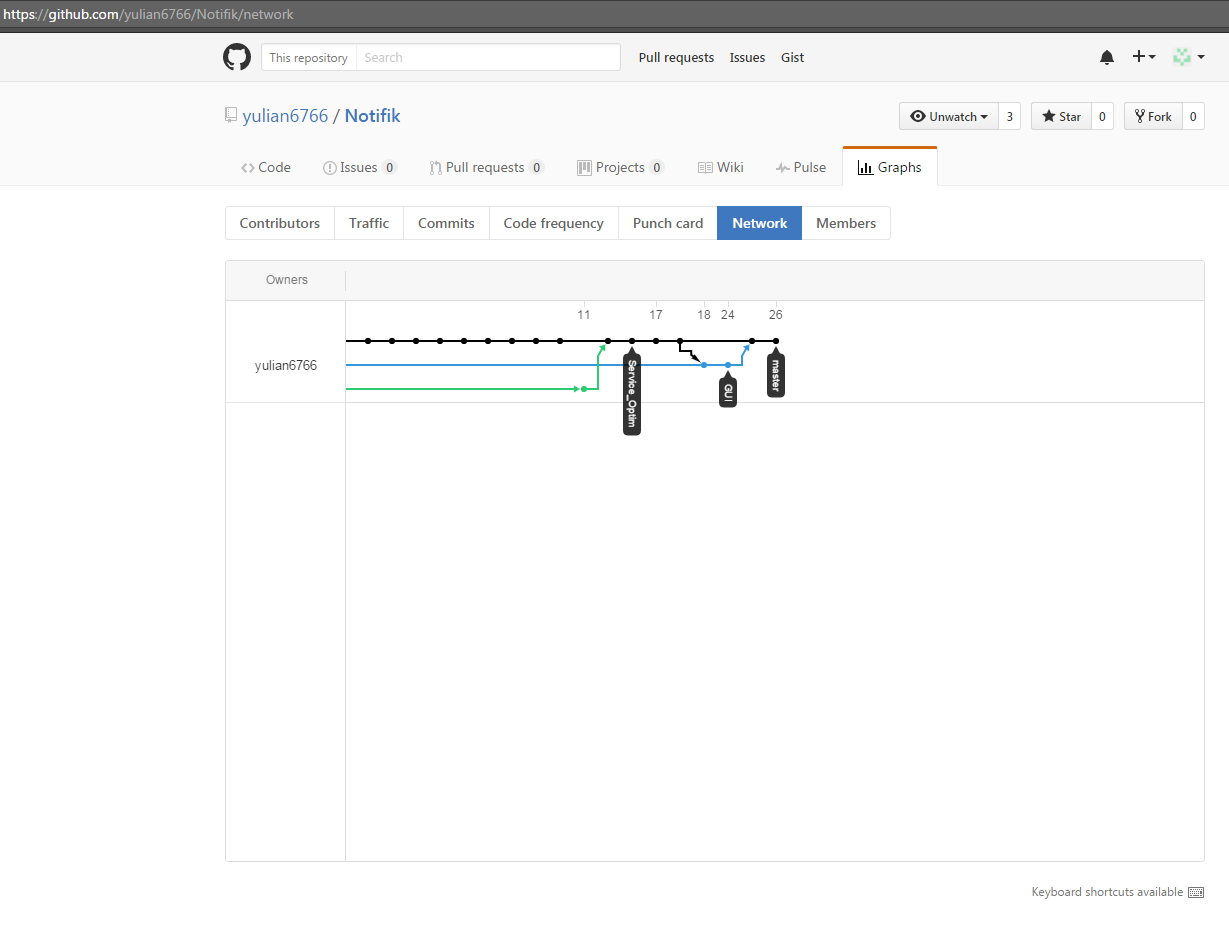 https://github.com/yulian6766/Notifik/network
This repository Search Pull requests Issues Gist
yulian6766 / Notifik Unwatch 3 Star 0 Fork 0
Code Issues 0 Pull requests 0 Projects 0 Wiki Pulse Graphs
Contributors Traffic Commits Code frequency Punch card Network Members
Owners
11 17 18 24 26
yulian6766
Service_Optim
GUI
master
Keyboard shortcuts available